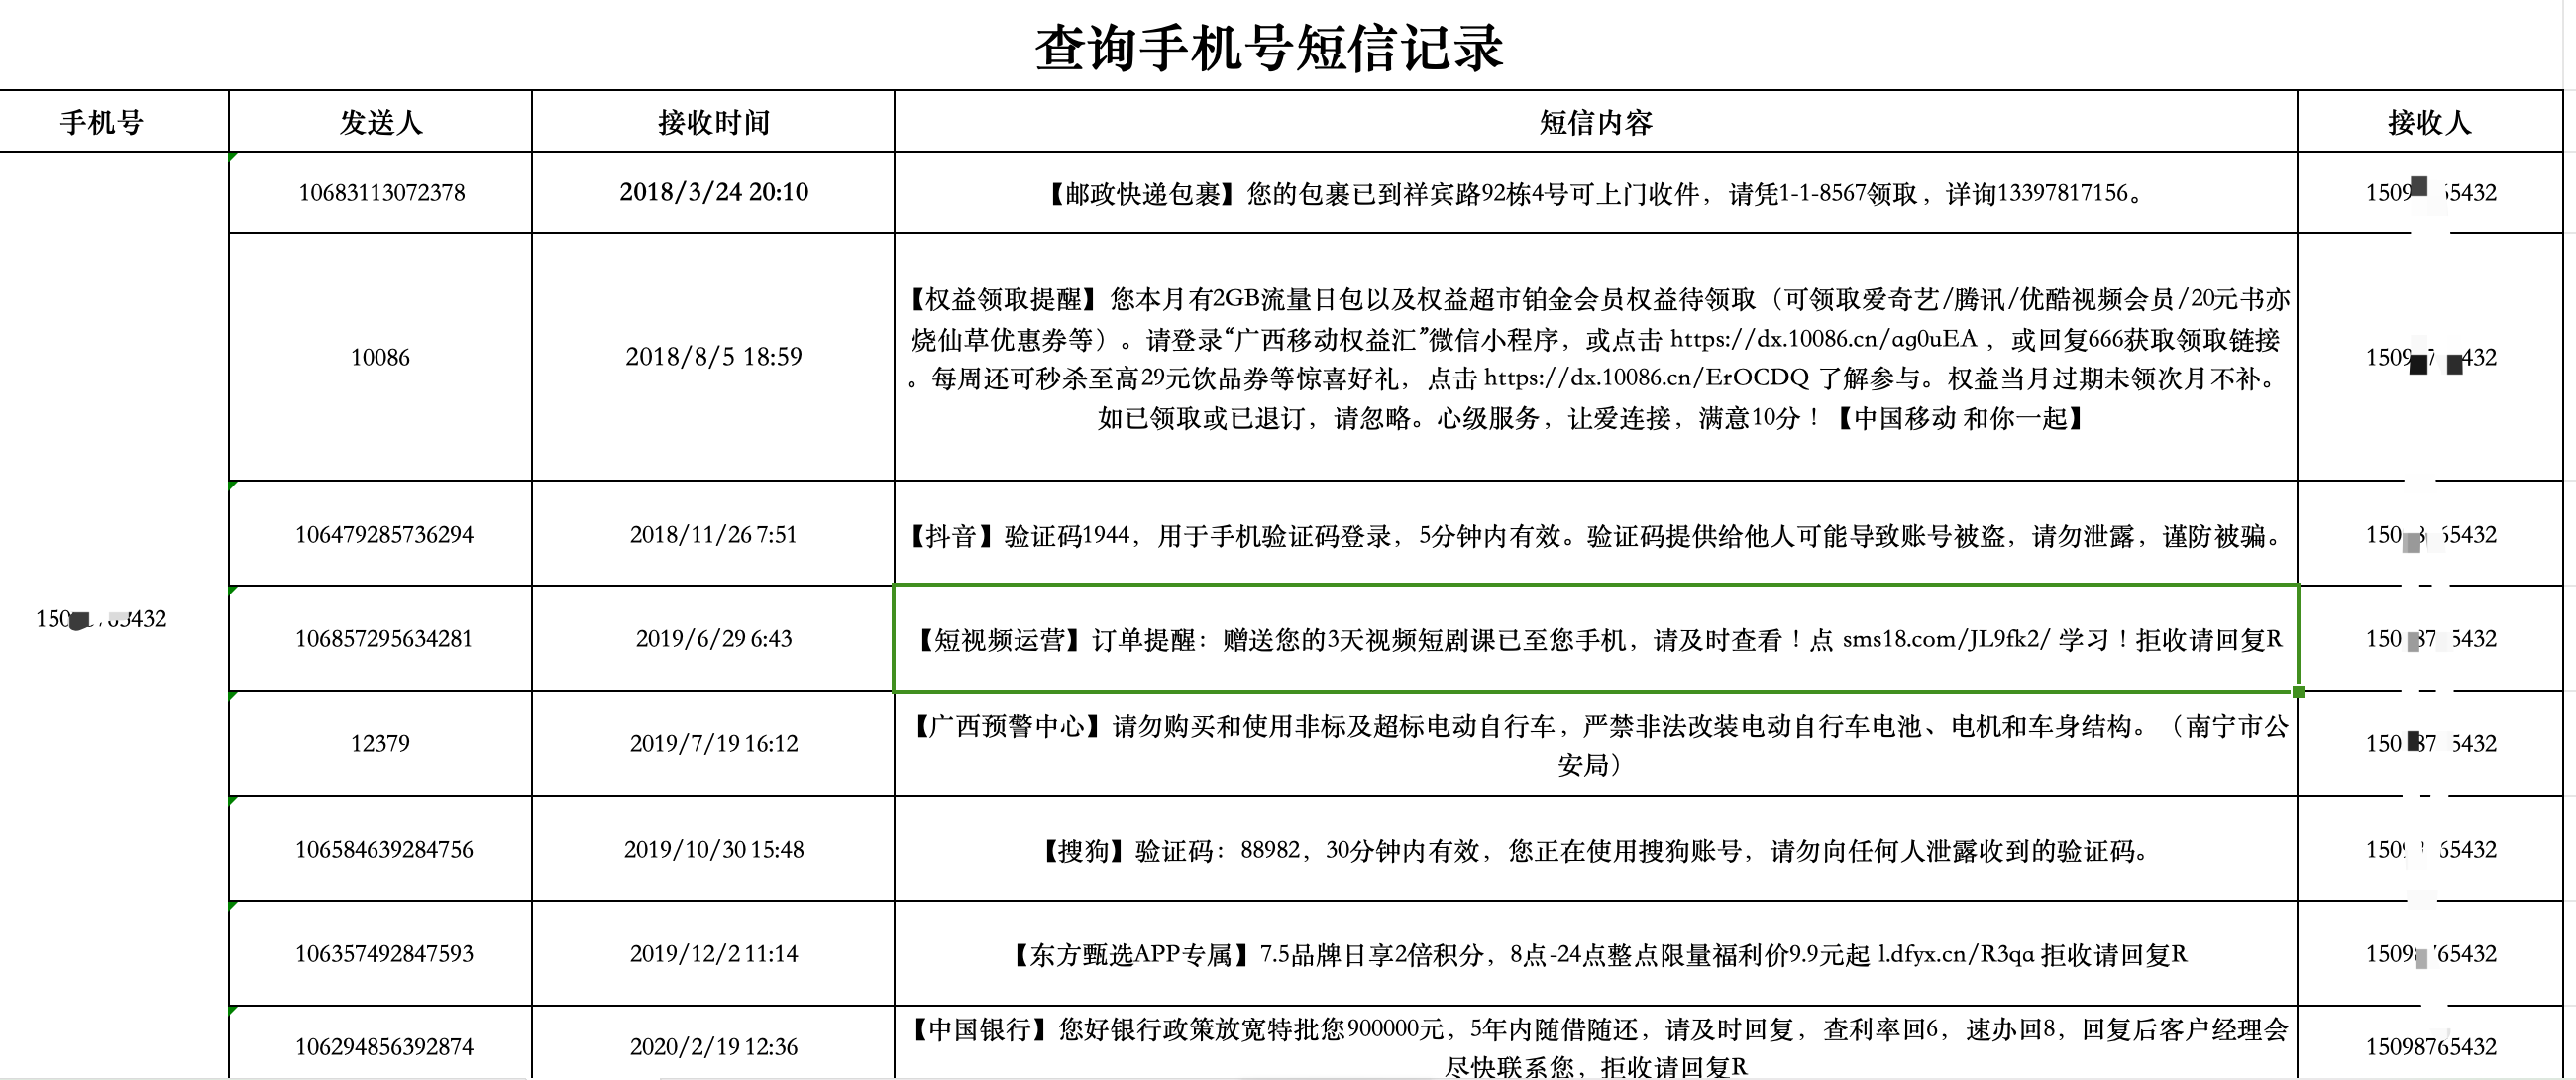 查询手机号短信记录
手机号 发送人 接收时间 短信内容 接收人
10683113072378 2018/3/24 20:10 【邮政快递包裹】您的包裹已到祥宾路92栋4号可上门收件，请凭1-1-8567领取，详询13397817156。
10086 2018/8/5 18:59
【权益领取提醒】您本月有2GB流量日包以及权益超市铂金会员权益待领取（可领取爱奇艺/腾讯/优酷视频会员/20元书亦
烧仙草优惠券等）。请登录“广西移动权益汇”微信小程序，或点击 https://dx.10086.cn/ag0uEA ，或回复666获取领取链接
。每周还可秒杀至高29元饮品券等惊喜好礼，点击 https://dx.10086.cn/ErOCDQ 了解参与。权益当月过期未领次月不补。
如已领取或已退订，请忽略。心级服务，让爱连接，满意10分！【中国移动 和你一起】
106479285736294 2018/11/26 7:51 【抖音】验证码1944，用于手机验证码登录，5分钟内有效。验证码提供给他人可能导致账号被盗，请勿泄露，谨防被骗。
106857295634281 2019/6/29 6:43 【短视频运营】订单提醒：赠送您的3天视频短剧课已至您手机，请及时查看！点 sms18.com/JL9fk2/ 学习！拒收请回复R
12379 2019/7/19 16:12
【广西预警中心】请勿购买和使用非标及超标电动自行车，严禁非法改装电动自行车电池、电机和车身结构。（南宁市公
安局）
106584639284756 2019/10/30 15:48 【搜狗】验证码：88982，30分钟内有效，您正在使用搜狗账号，请勿向任何人泄露收到的验证码。
106357492847593 2019/12/2 11:14 【东方甄选APP专属】7.5品牌日享2倍积分，8点-24点整点限量福利价9.9元起 l.dfyx.cn/R3qa 拒收请回复R
106294856392874 2020/2/19 12:36 15098765432
【中国银行】您好银行政策放宽特批您900000元，5年内随借随还，请及时回复，查利率回6，速办回8，回复后客户经理会
尽快联系您，拒收请回复R